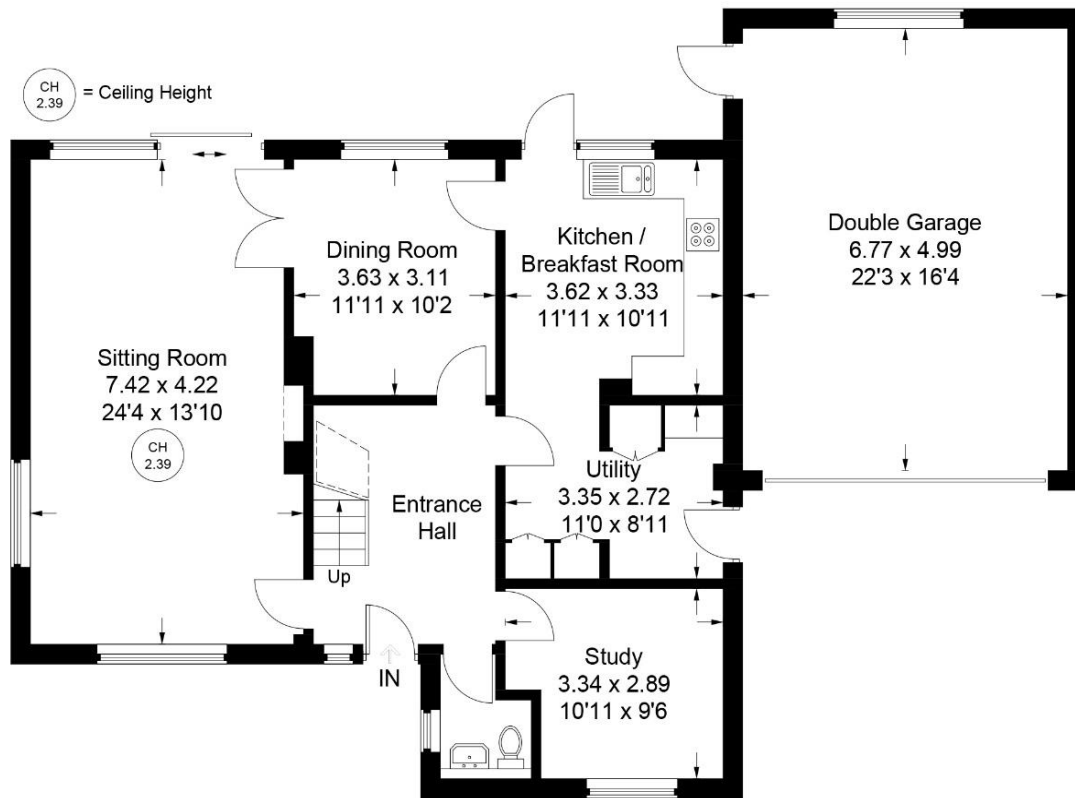 CH
2.39
= Ceiling Height
Double Garage
6.77 x 4.99
22'3 x 16'4
Dining Room
3.63 x 3.11
11'11 x 10'2
Kitchen /
Breakfast Room
3.62 x 3.33
11'11 x 10'11
Sitting Room
7.42 x 4.22
24'4 x 13'10
CH
2.39
Entrance
Hall
Utility
3.35 x 2.72
11'0 x 8'11
Up
IN
Study
3.34 x 2.89
10'11 x 9'6